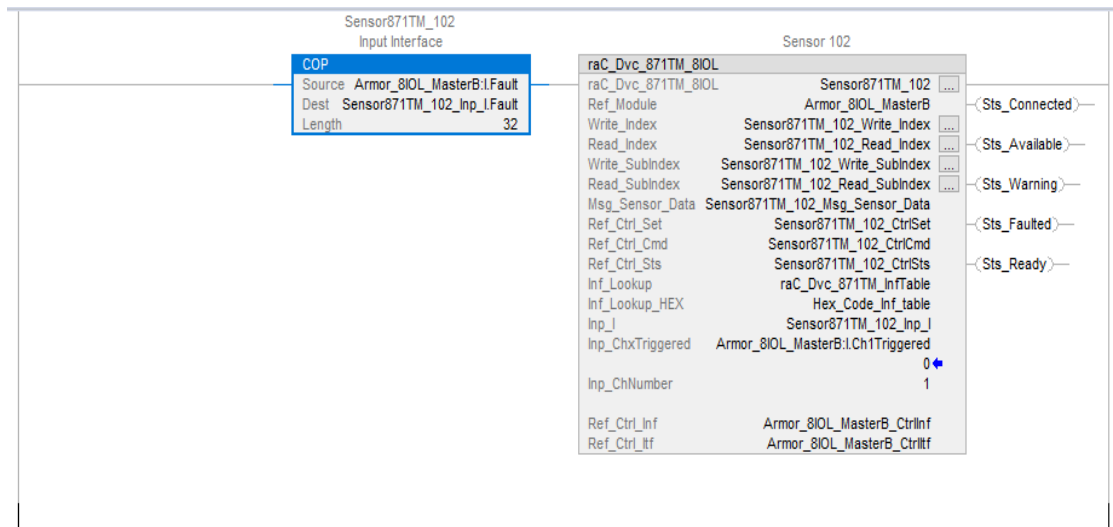 Sensor871TM_102
Input Interface
COP
Source Armor_8IOL_MasterB:I.Fault
Dest Sensor871TM_102_Inp_I.Fault
Length 32
Sensor 102
raC_Dvc_871TM_8IOL
raC_Dvc_871TM_8IOL Sensor871TM_102 ...
Ref_Module Armor_8IOL_MasterB
Write_Index Sensor871TM_102_Write_Index ...
Read_Index Sensor871TM_102_Read_Index ...
Write_SubIndex Sensor871TM_102_Write_SubIndex ...
Read_SubIndex Sensor871TM_102_Read_SubIndex ...
Msg_Sensor_Data Sensor871TM_102_Msg_Sensor_Data
Ref_Ctrl_Set Sensor871TM_102_CtrlSet
Ref_Ctrl_Cmd Sensor871TM_102_CtrlCmd
Ref_Ctrl_Sts Sensor871TM_102_CtrlSts
Inf_Lookup raC_Dvc_871TM_InfTable
Inf_Lookup_HEX Hex_Code_Inf_table
Inp_I Sensor871TM_102_Inp_I
Inp_ChxTriggered Armor_8IOL_MasterB:I.Ch1Triggered
0
Inp_ChNumber 1
Ref_Ctrl_Inf Armor_8IOL_MasterB_CtrlInf
Ref_Ctrl_Itf Armor_8IOL_MasterB_CtrlItf
Sts_Connected
Sts_Available
Sts_Warning
Sts_Faulted
Sts_Ready